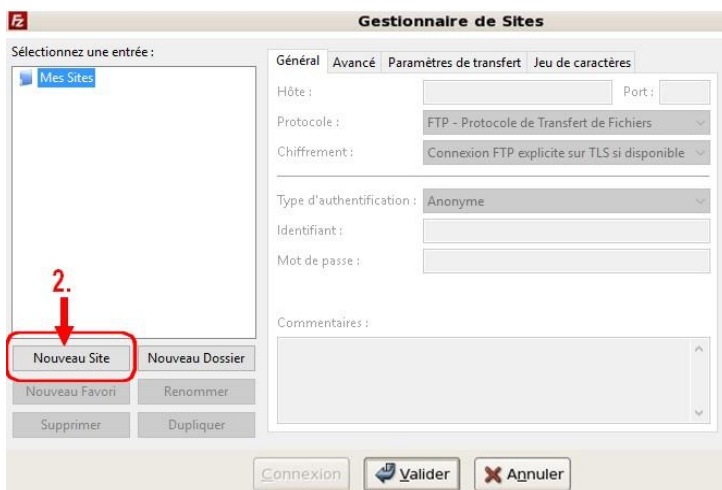 Fz
Gestionnaire de Sites
Sélectionnez une entrée :
Mes Sites
2.
Nouveau Site
Nouveau Dossier
Nouveau Favori
Renommer
Supprimer
Dupliquer
Général
Avancé
Paramètres de transfert
Jeu de caractères
Hôte :
Port :
Protocole :
FTP - Protocole de Transfert de Fichiers
Chiffrement :
Connexion FTP explicite sur TLS si disponible
Type d'authentification :
Anonyme
Identifiant :
Mot de passe :
Commentaires :
Connexion
Valider
Annuler